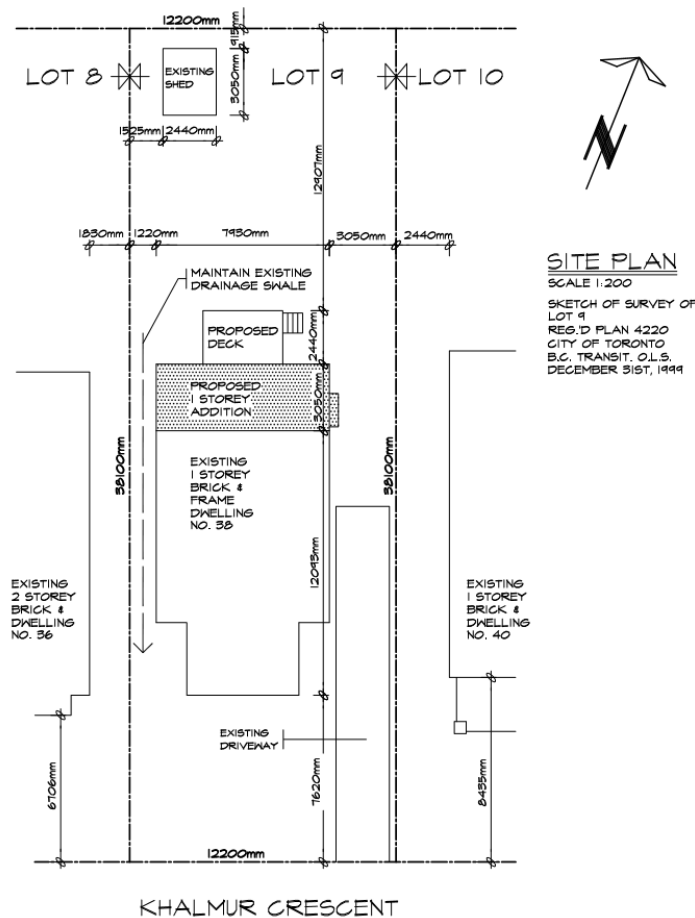 12200mm
915mm
LOT 8
EXISTING
SHED
LOT 9
LOT 10
3050mm
1525mm
2440mm
12907mm
N
1830mm
1220mm
7930mm
3050mm
2440mm
SITE PLAN
SCALE 1:200
SKETCH OF SURVEY OF
LOT 9
REG.'D PLAN 4220
CITY OF TORONTO
B.C. TRANSIT. O.L.S.
DECEMBER 31ST, 1999
MAINTAIN EXISTING
DRAINAGE SWALE
PROPOSED
DECK
2440mm
PROPOSED
1 STOREY
ADDITION
3050mm
38100mm
EXISTING
1 STOREY
BRICK &
FRAME
DWELLING
NO. 38
38100mm
12093mm
EXISTING
2 STOREY
BRICK &
DWELLING
NO. 36
EXISTING
1 STOREY
BRICK &
DWELLING
NO. 40
EXISTING
DRIVEWAY
6706mm
7620mm
8435mm
12200mm
KHALMUR CRESCENT